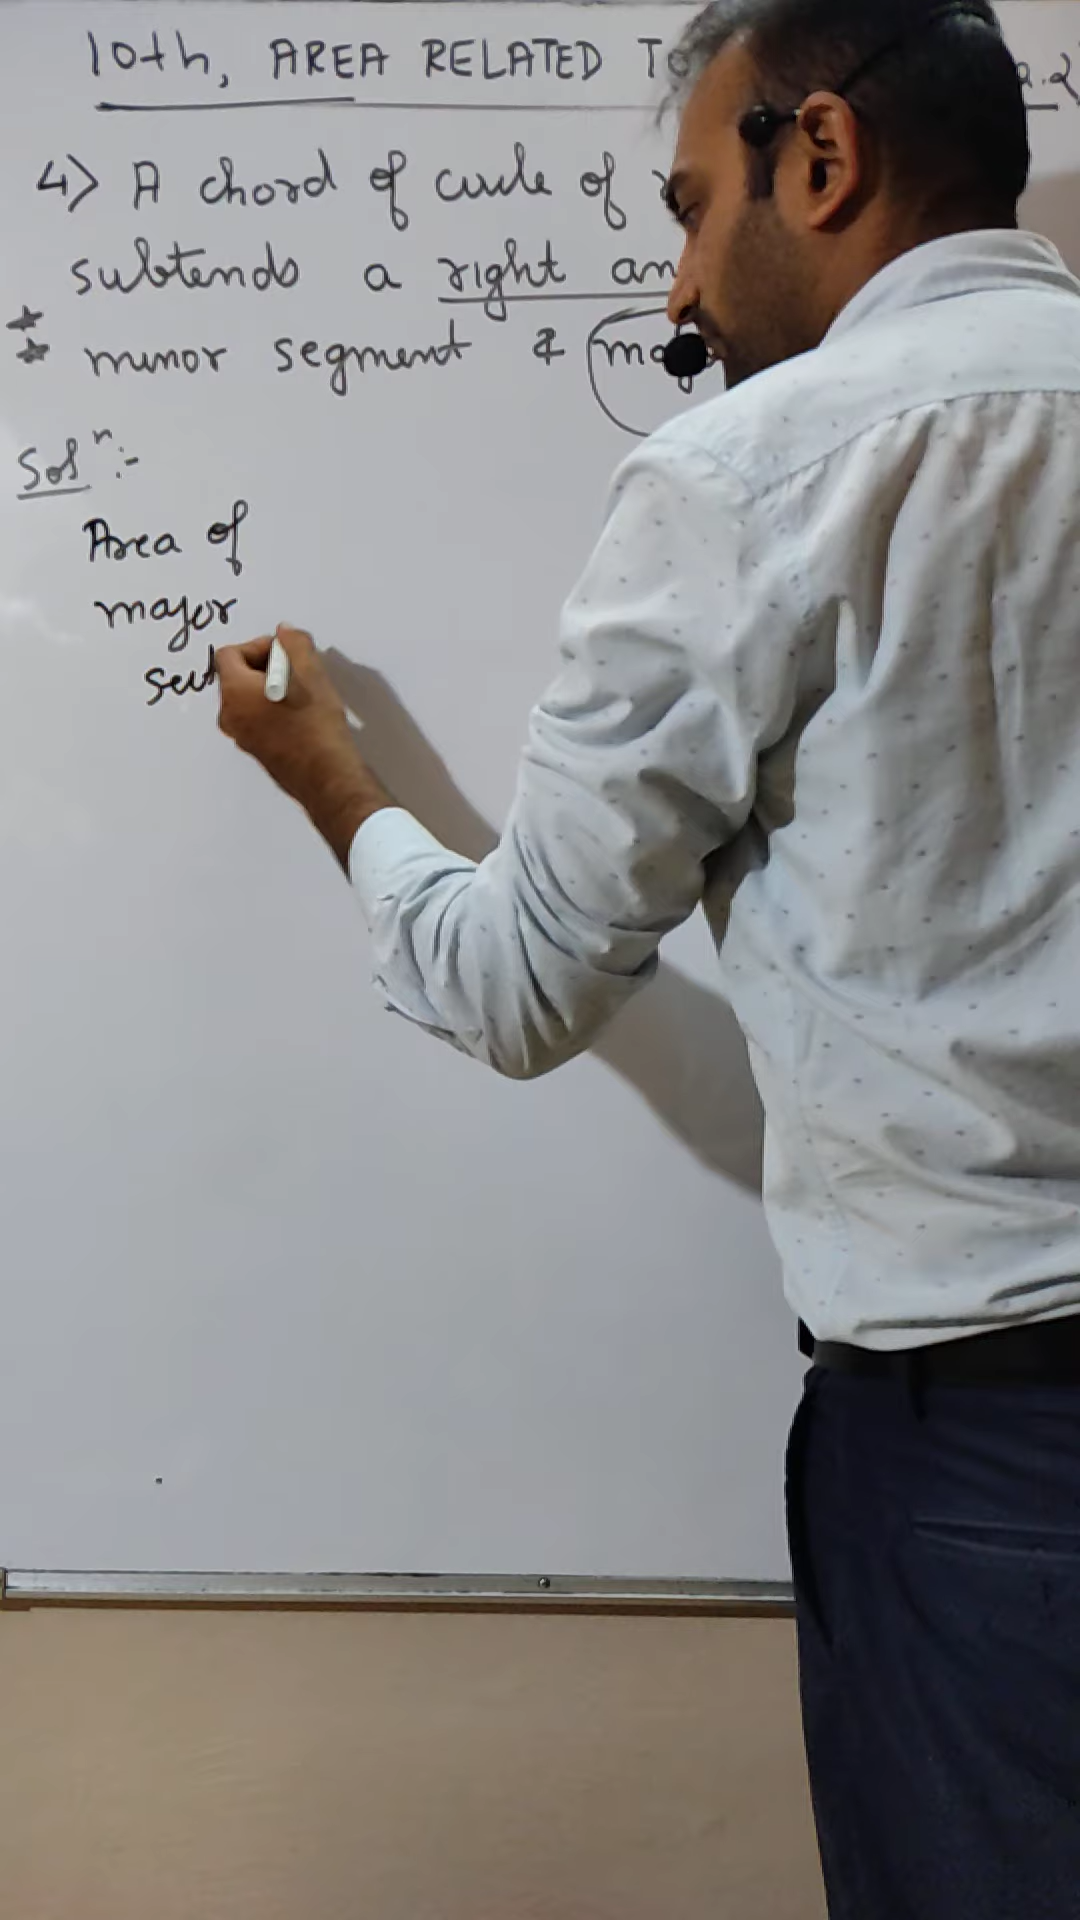 10th, AREA RELATED TO
4) A chord of circle of
subtends a right an
minor segment & (maj
Solⁿ:-
Area of
major
sect